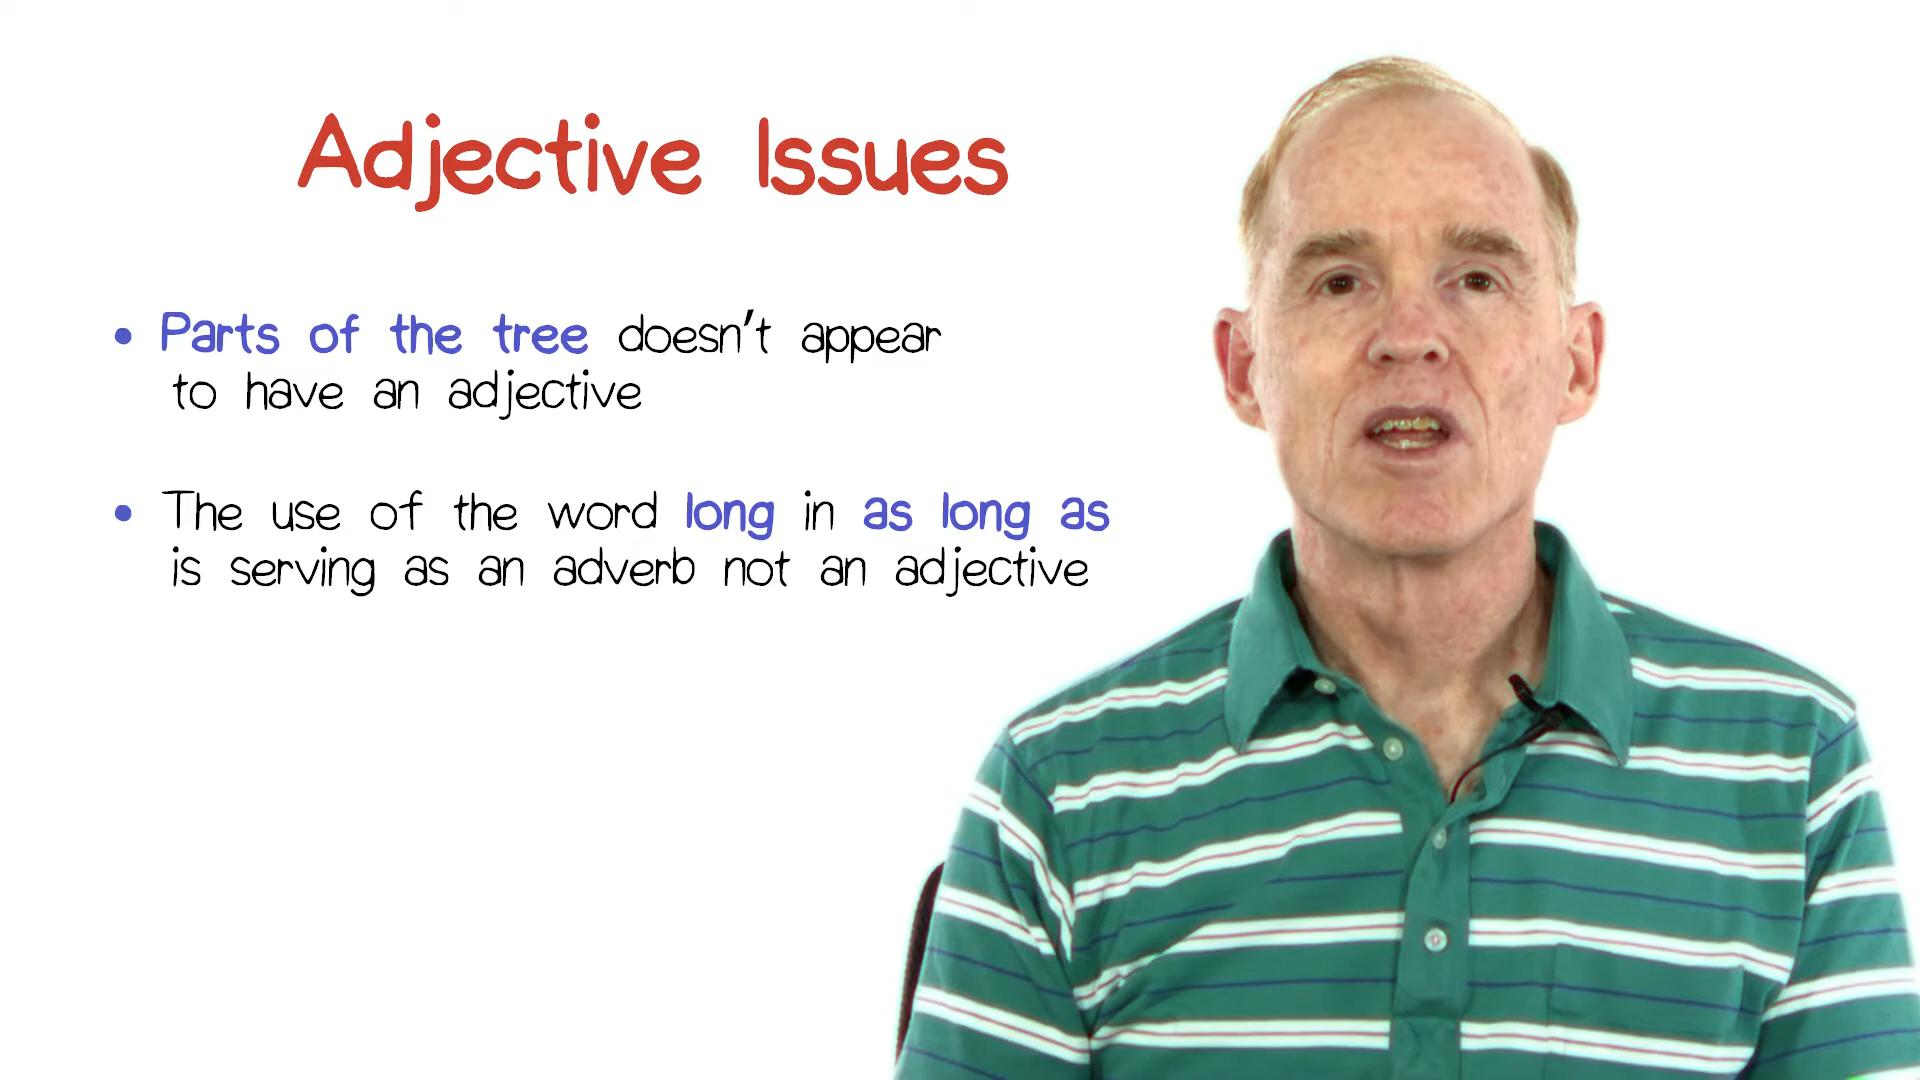 Adjective Issues
• Parts of the tree doesn't appear
to have an adjective
• The use of the word long in as long as
is serving as an adverb not an adjective